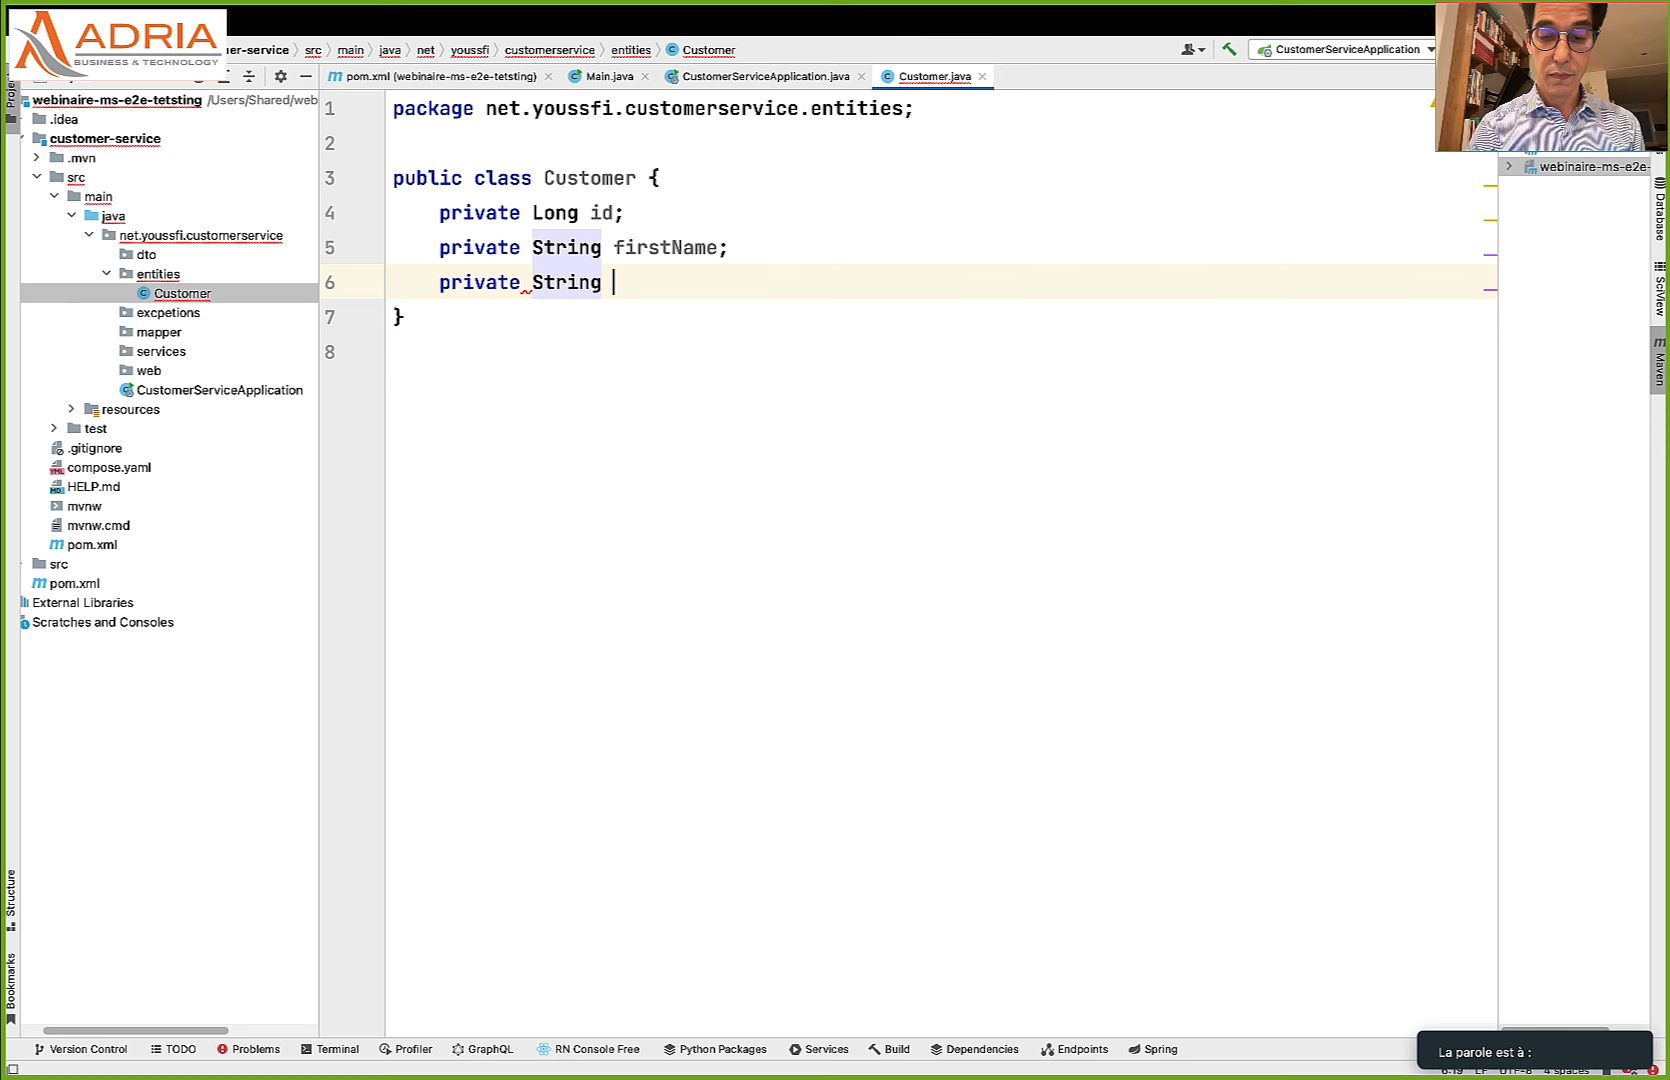 ADRIA
BUSINESS & TECHNOLOGY
er-service
src
main
java
net
youssfi
customerservice
entities
Customer
CustomerServiceApplication
pom.xml (webinaire-ms-e2e-tetsting)
Main.java
CustomerServiceApplication.java
Customer.java
webinaire-ms-e2e-tetsting /Users/Shared/web
.idea
customer-service
.mvn
src
main
java
net.youssfi.customerservice
dto
entities
Customer
excpetions
mapper
services
web
CustomerServiceApplication
resources
test
.gitignore
compose.yaml
HELP.md
mvnw
mvnw.cmd
pom.xml
src
pom.xml
External Libraries
Scratches and Consoles
1 package net.youssfi.customerservice.entities;
2
3 public class Customer {
4 private Long id;
5 private String firstName;
6 private String
7 }
8
webinaire-ms-e2e-
Database
SciView
Maven
Structure
Bookmarks
Version Control
TODO
Problems
Terminal
Profiler
GraphQL
RN Console Free
Python Packages
Services
Build
Dependencies
Endpoints
Spring
La parole est à :
6:19 LF UTF-8 4 spaces